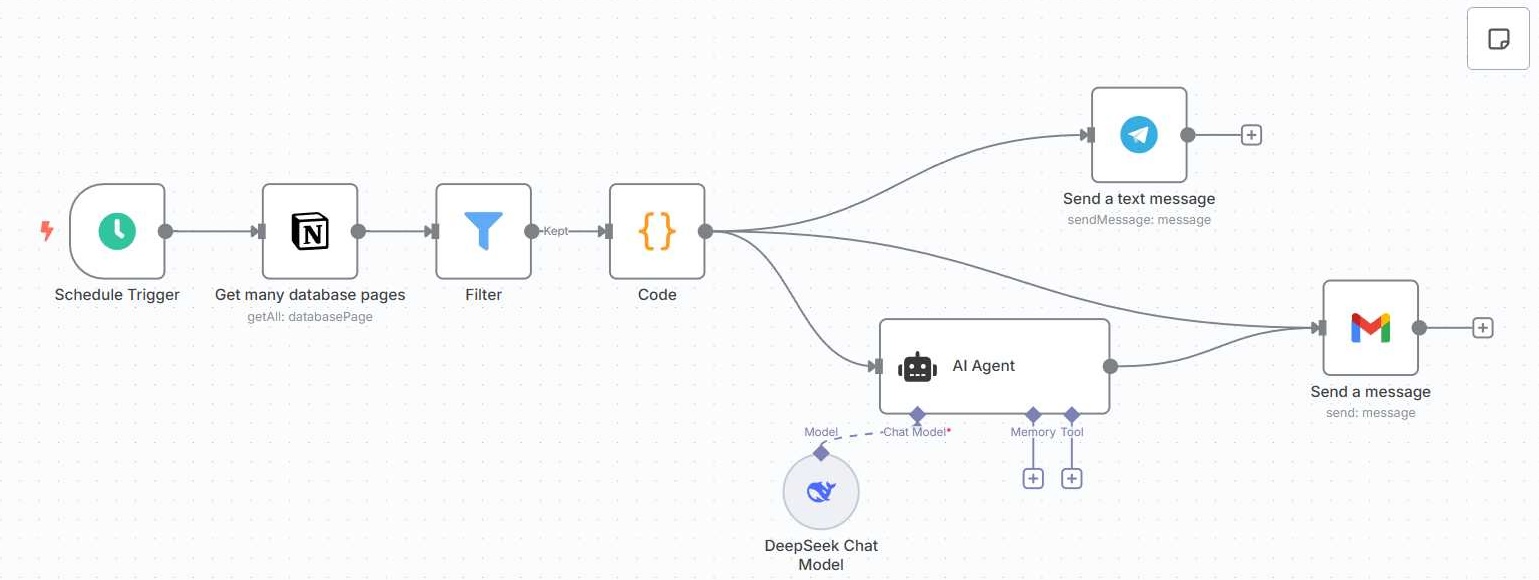 Schedule Trigger
Get many database pages
getAll: databasePage
Filter
Kept
Code
Send a text message
sendMessage: message
AI Agent
Model
Chat Model*
Memory
Tool
DeepSeek Chat
Model
Send a message
send: message